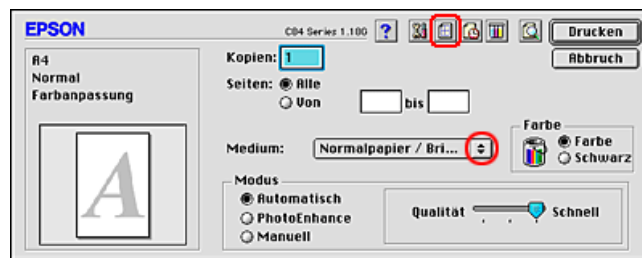 EPSON
C84 Series 1.100
?
Drucken
A4
Normal
Farbanpassung
Kopien: 1
Abbruch
Seiten: Alle
Von bis
Medium: Normalpapier / Bri...
Farbe
Farbe
Schwarz
A
Modus
Automatisch
PhotoEnhance
Manuell
Qualität Schnell